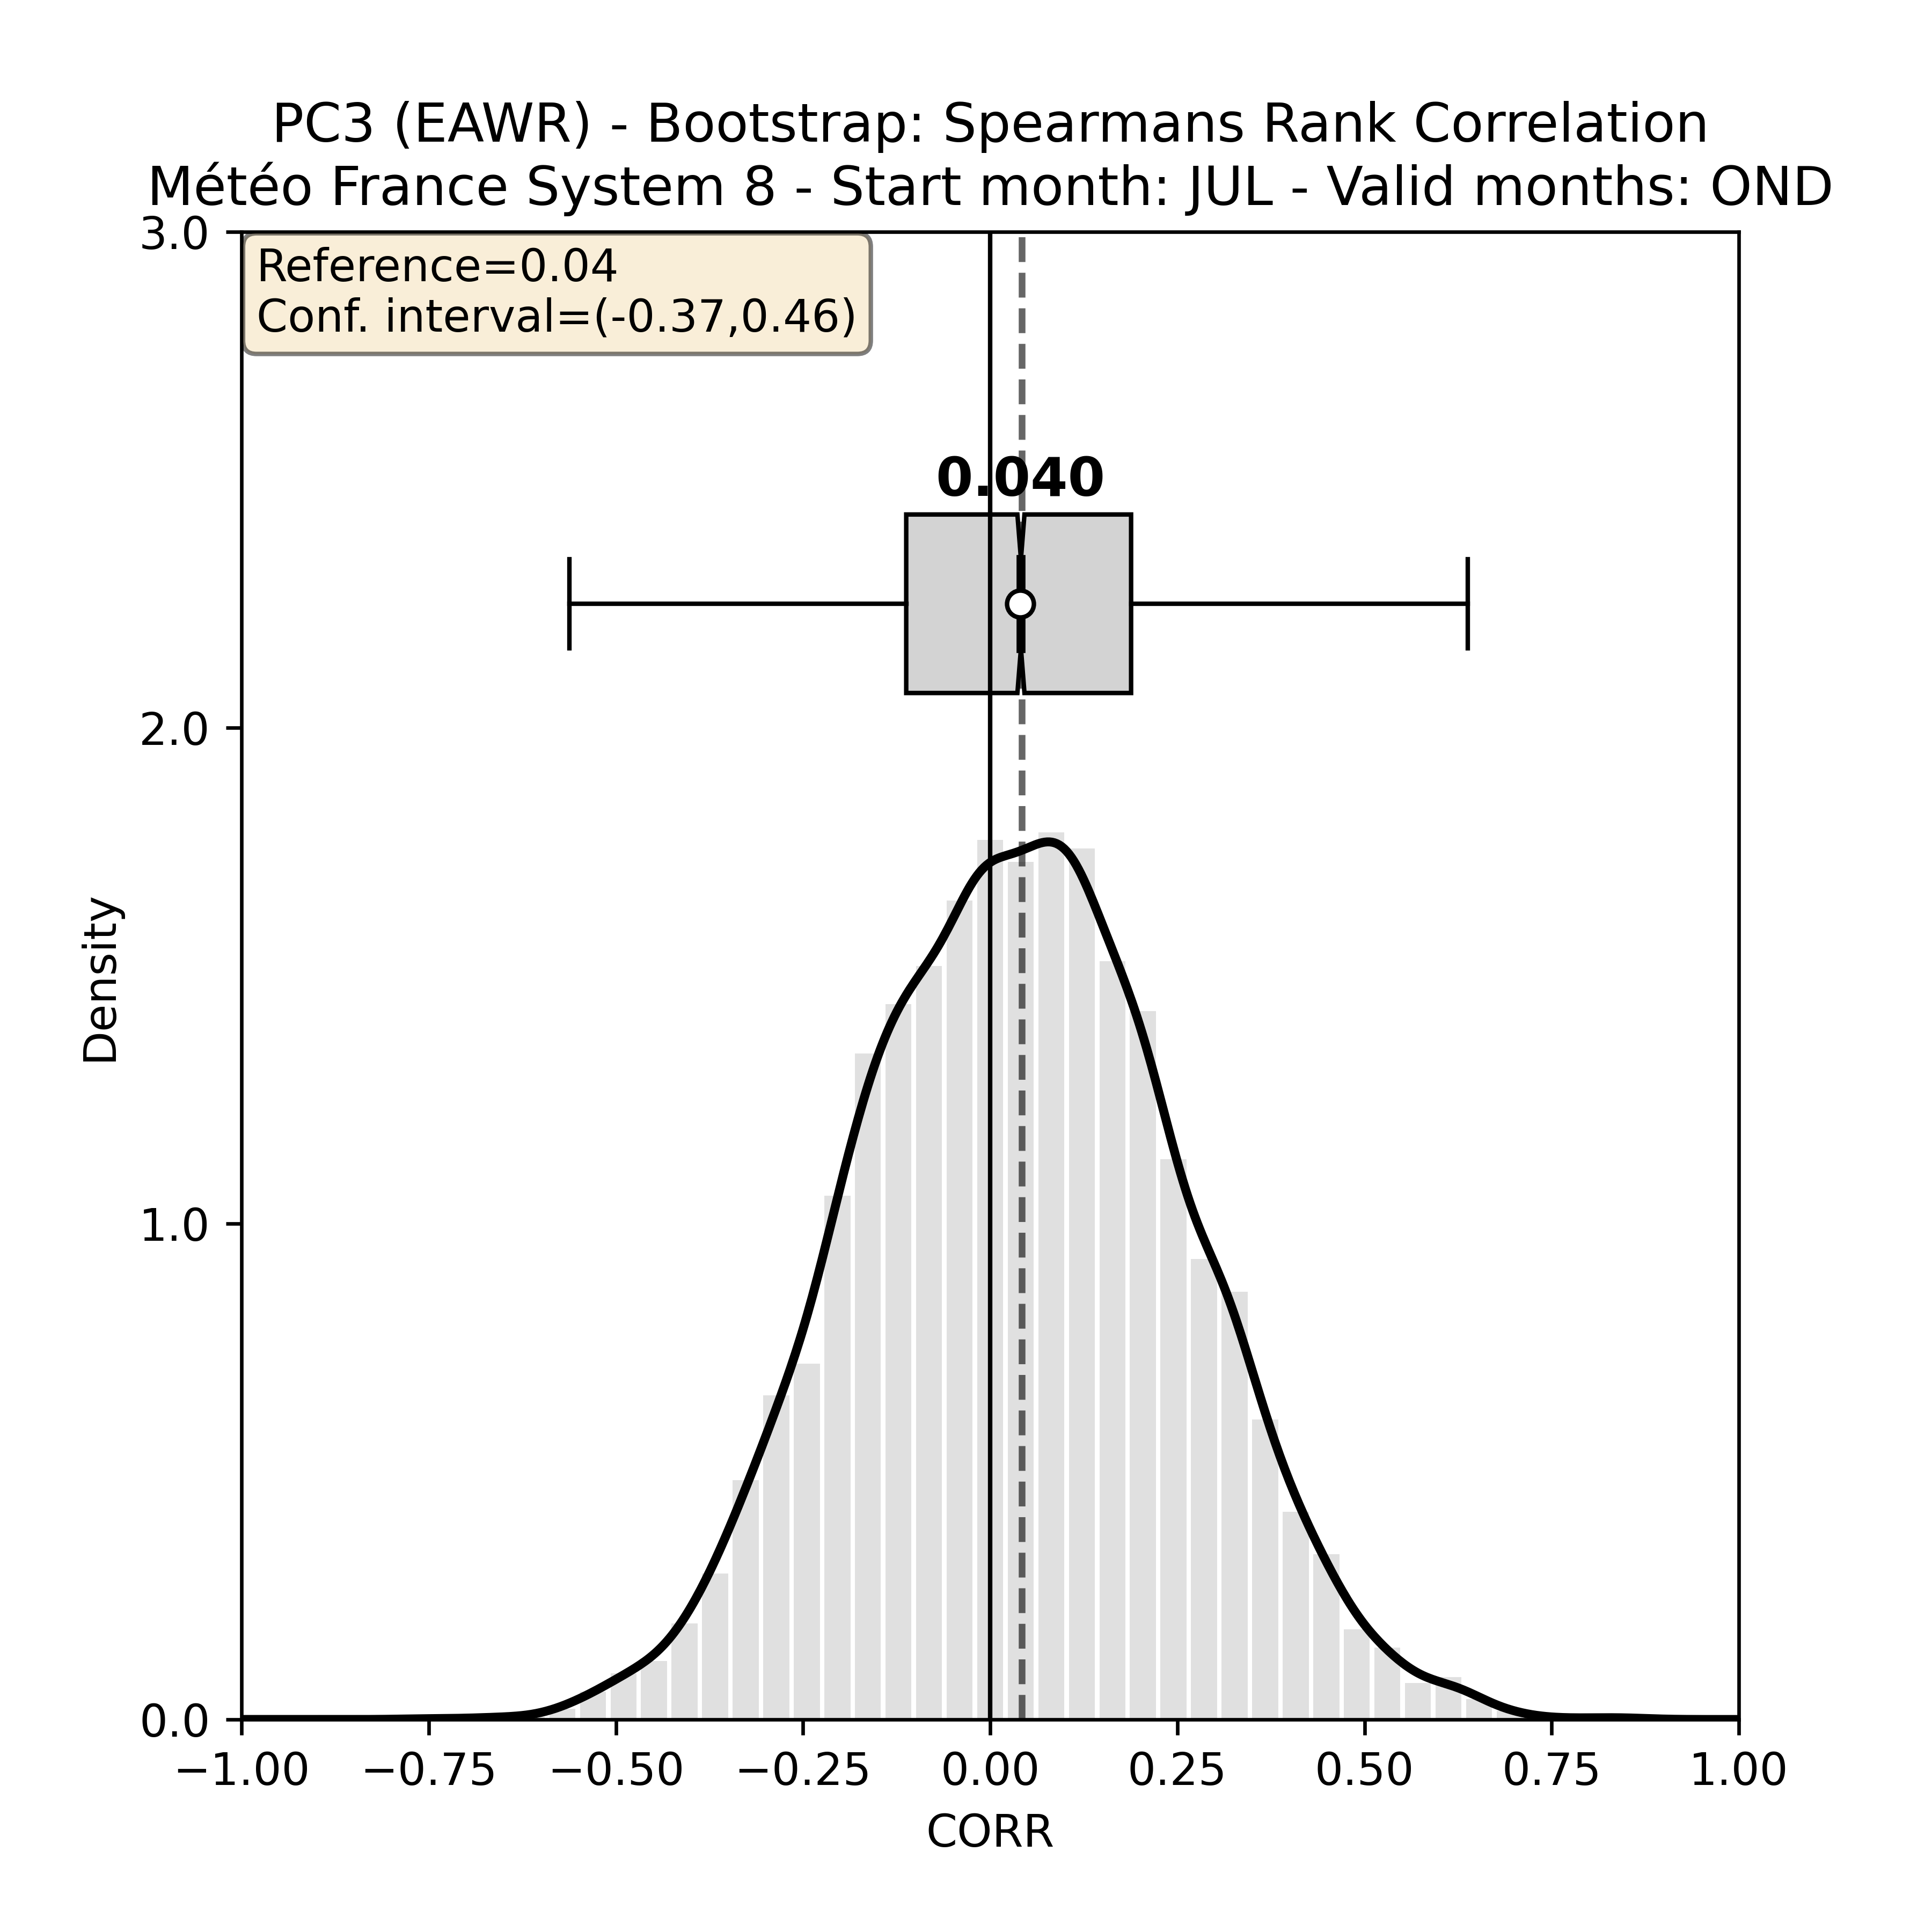 PC3 (EAWR) - Bootstrap: Spearmans Rank Correlation
Météo France System 8 - Start month: JUL - Valid months: OND
Reference=0.04
Conf. interval=(-0.37,0.46)
0.040
3.0
2.0
1.0
0.0
Density
−1.00 −0.75 −0.50 −0.25 0.00 0.25 0.50 0.75 1.00
CORR